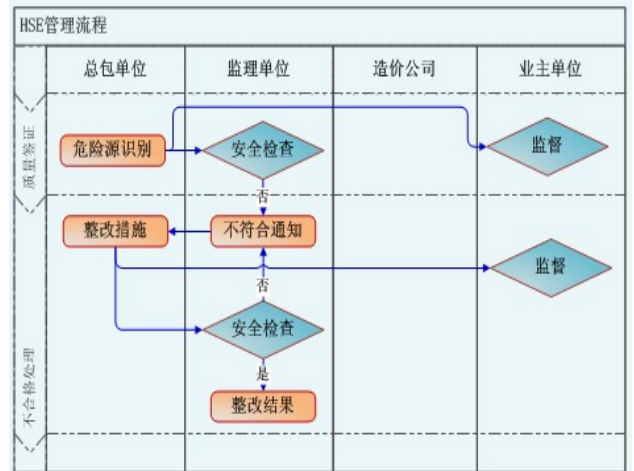 HSE管理流程
总包单位
监理单位
造价公司
业主单位
质量签证
危险源识别
安全检查
监督
否
整改措施
不符合通知
监督
否
安全检查
不合格处理
是
整改结果